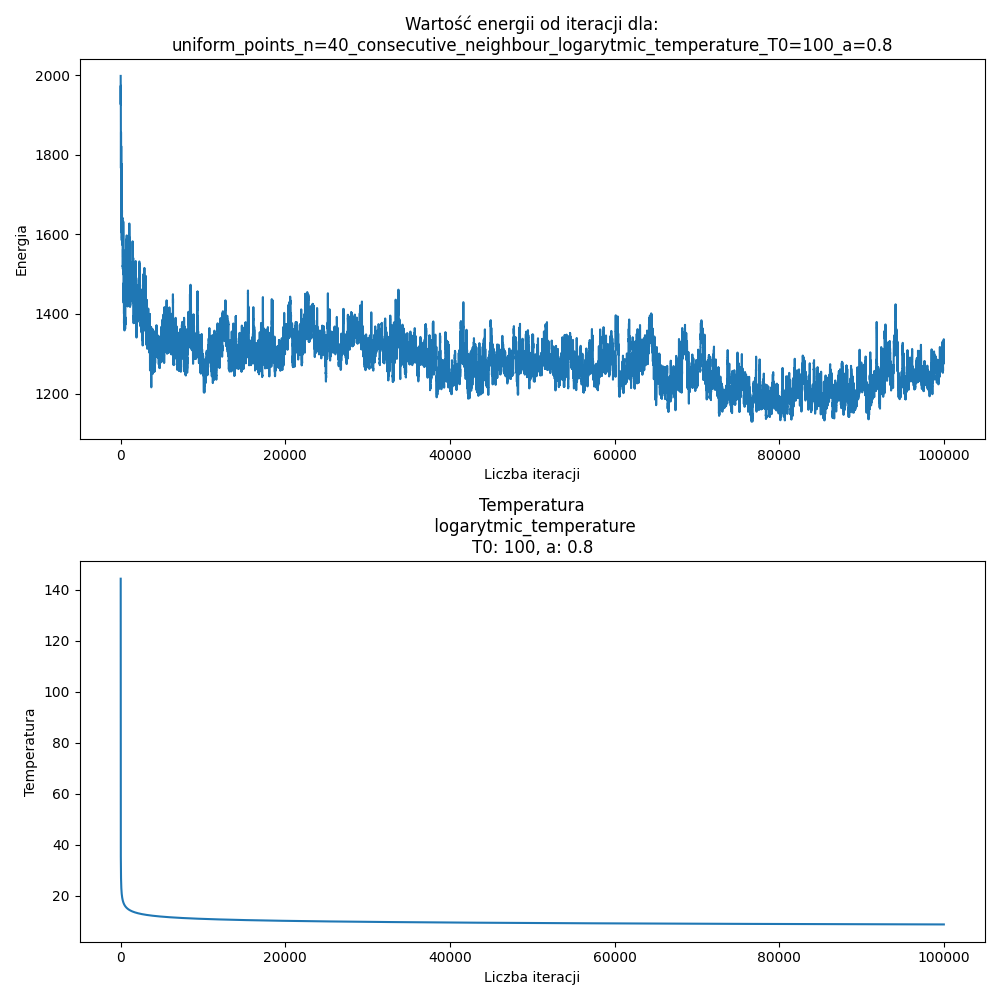 Wartość energii od iteracji dla:
uniform_points_n=40_consecutive_neighbour_logarytmic_temperature_T0=100_a=0.8
2000
1800
1600
1400
1200
Energia
0 20000 40000 60000 80000 100000
Liczba iteracji
Temperatura
logarytmic_temperature
T0: 100, a: 0.8
140
120
100
80
60
40
20
Temperatura
0 20000 40000 60000 80000 100000
Liczba iteracji